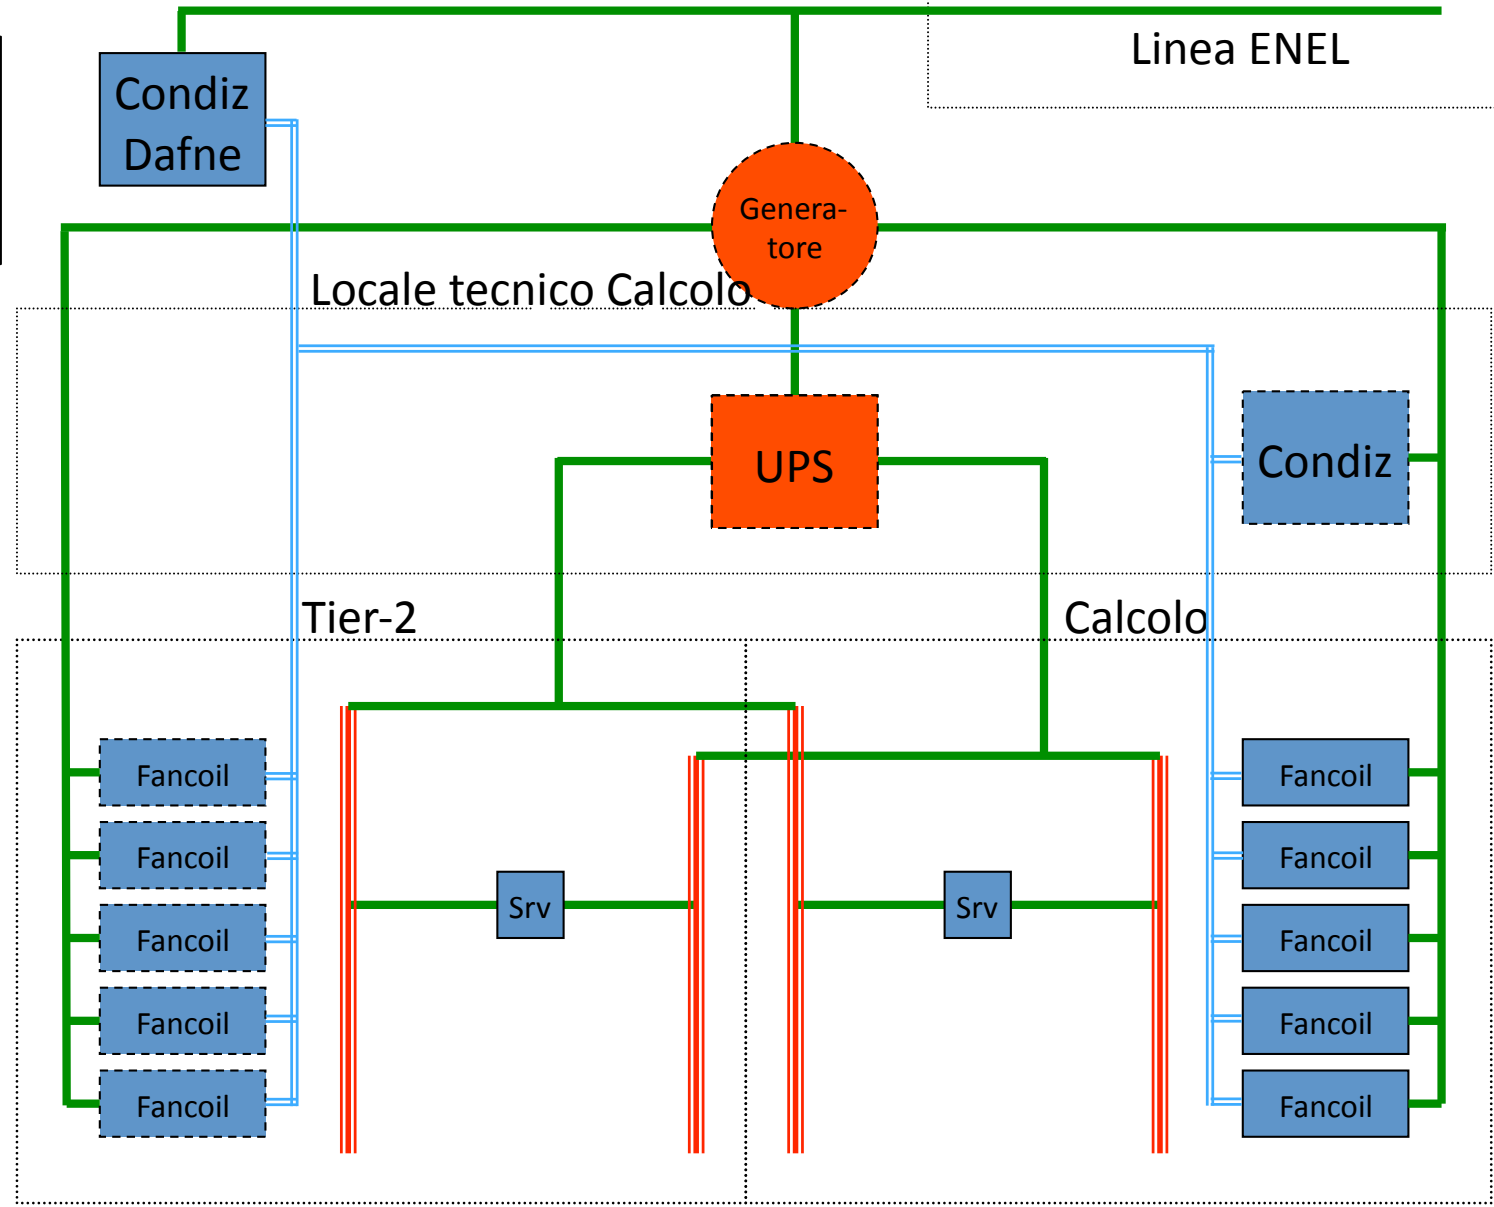 Linea ENEL
Condiz
Dafne
Genera-
tore
Locale tecnico Calcolo
UPS
Condiz
Tier-2
Calcolo
Fancoil
Fancoil
Fancoil
Fancoil
Fancoil
Srv
Srv
Fancoil
Fancoil
Fancoil
Fancoil
Fancoil